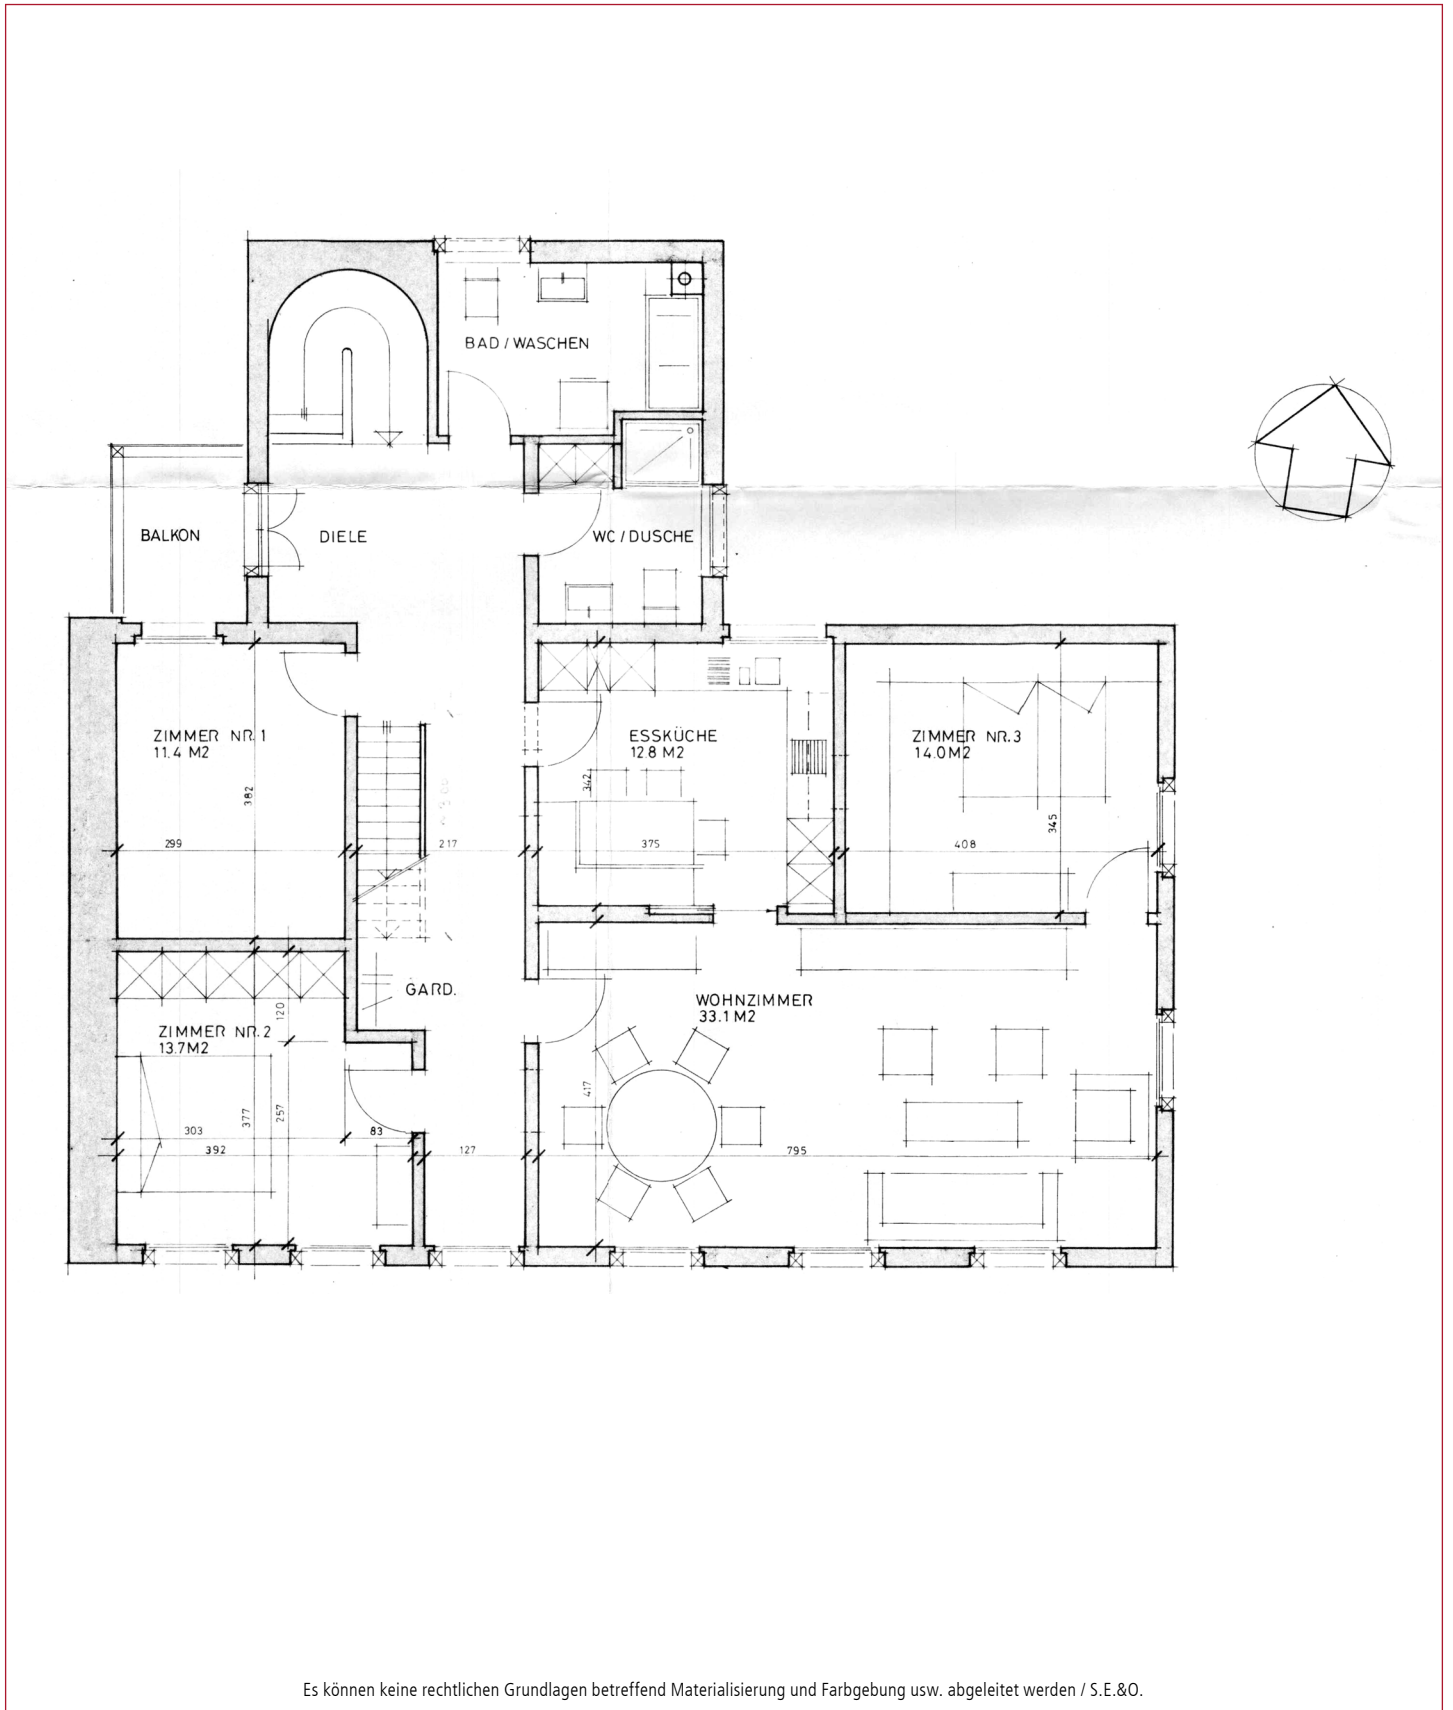 BAD / WASCHEN
BALKON
DIELE
WC / DUSCHE
ZIMMER NR. 1
11.4 M2
ESSKÜCHE
12.8 M2
ZIMMER NR. 3
14.0 M2
382
342
345
299
217
375
408
GARD.
WOHNZIMMER
33.1 M2
120
ZIMMER NR. 2
13.7 M2
377
257
417
303
83
392
127
795
Es können keine rechtlichen Grundlagen betreffend Materialisierung und Farbgebung usw. abgeleitet werden / S.E.&O.